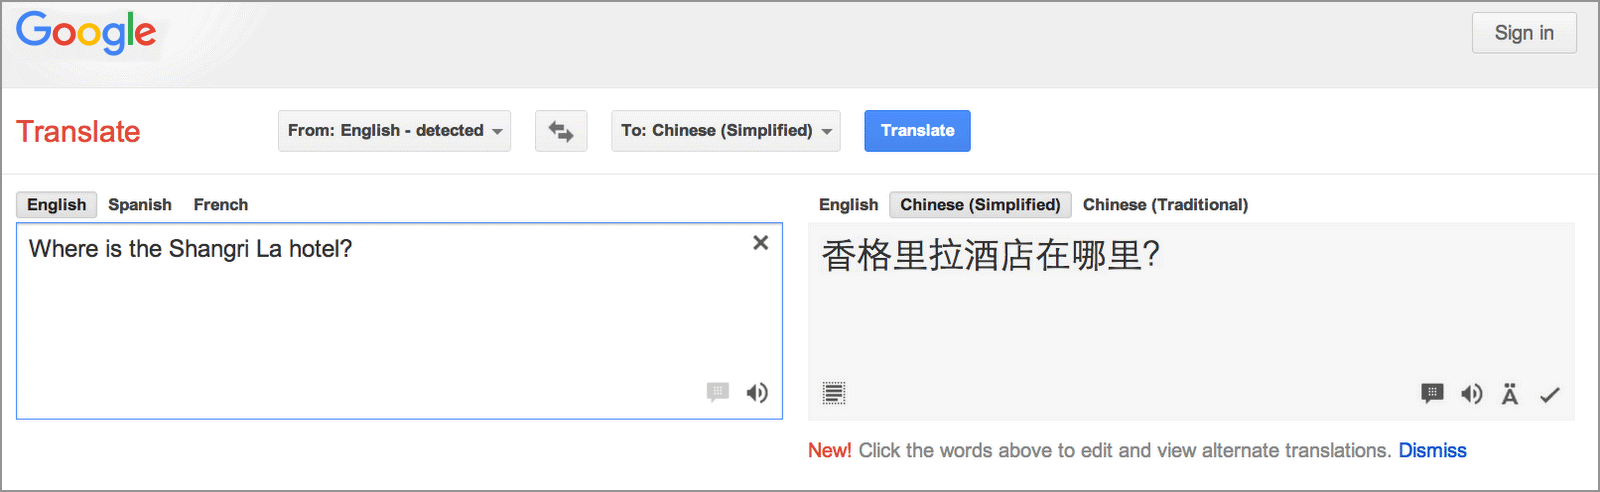 Google
Sign in
Translate
From: English - detected
To: Chinese (Simplified)
Translate
English Spanish French
English Chinese (Simplified) Chinese (Traditional)
Where is the Shangri La hotel?
香格里拉酒店在哪里?
Ä
New! Click the words above to edit and view alternate translations. Dismiss